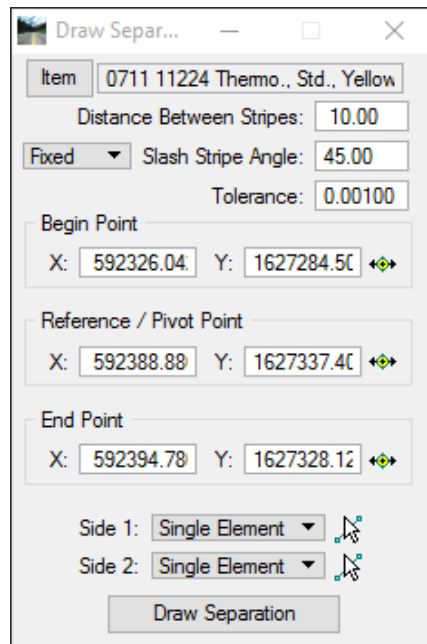 Draw Separ...
Item 0711 11224 Thermo., Std., Yellow
Distance Between Stripes: 10.00
Fixed Slash Stripe Angle: 45.00
Tolerance: 0.00100
Begin Point
X: 592326.04 Y: 1627284.50
Reference / Pivot Point
X: 592388.88 Y: 1627337.40
End Point
X: 592394.78 Y: 1627328.12
Side 1: Single Element
Side 2: Single Element
Draw Separation